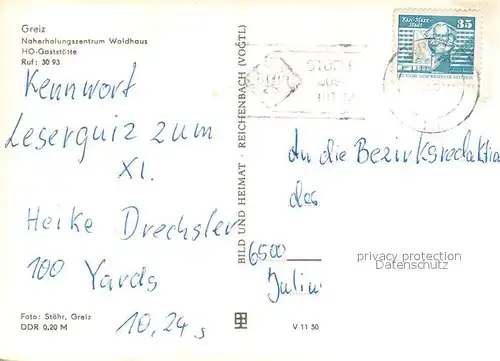 Greiz
Naherholungszentrum Waldhaus
HO-Gaststätte
Ruf: 30 93
Kennwort
Leserquiz zum
XI.
Heike Drechsler
100 Yards
10,24s
Foto: Stöhr, Greiz
DDR 0,20 M
BILD UND HEIMAT · REICHENBACH (VOGTL)
V 11 50
Karl-Marx-Stadt
35
An die Bezirksredaktio
des
6500
privacy protection
Datenschutz